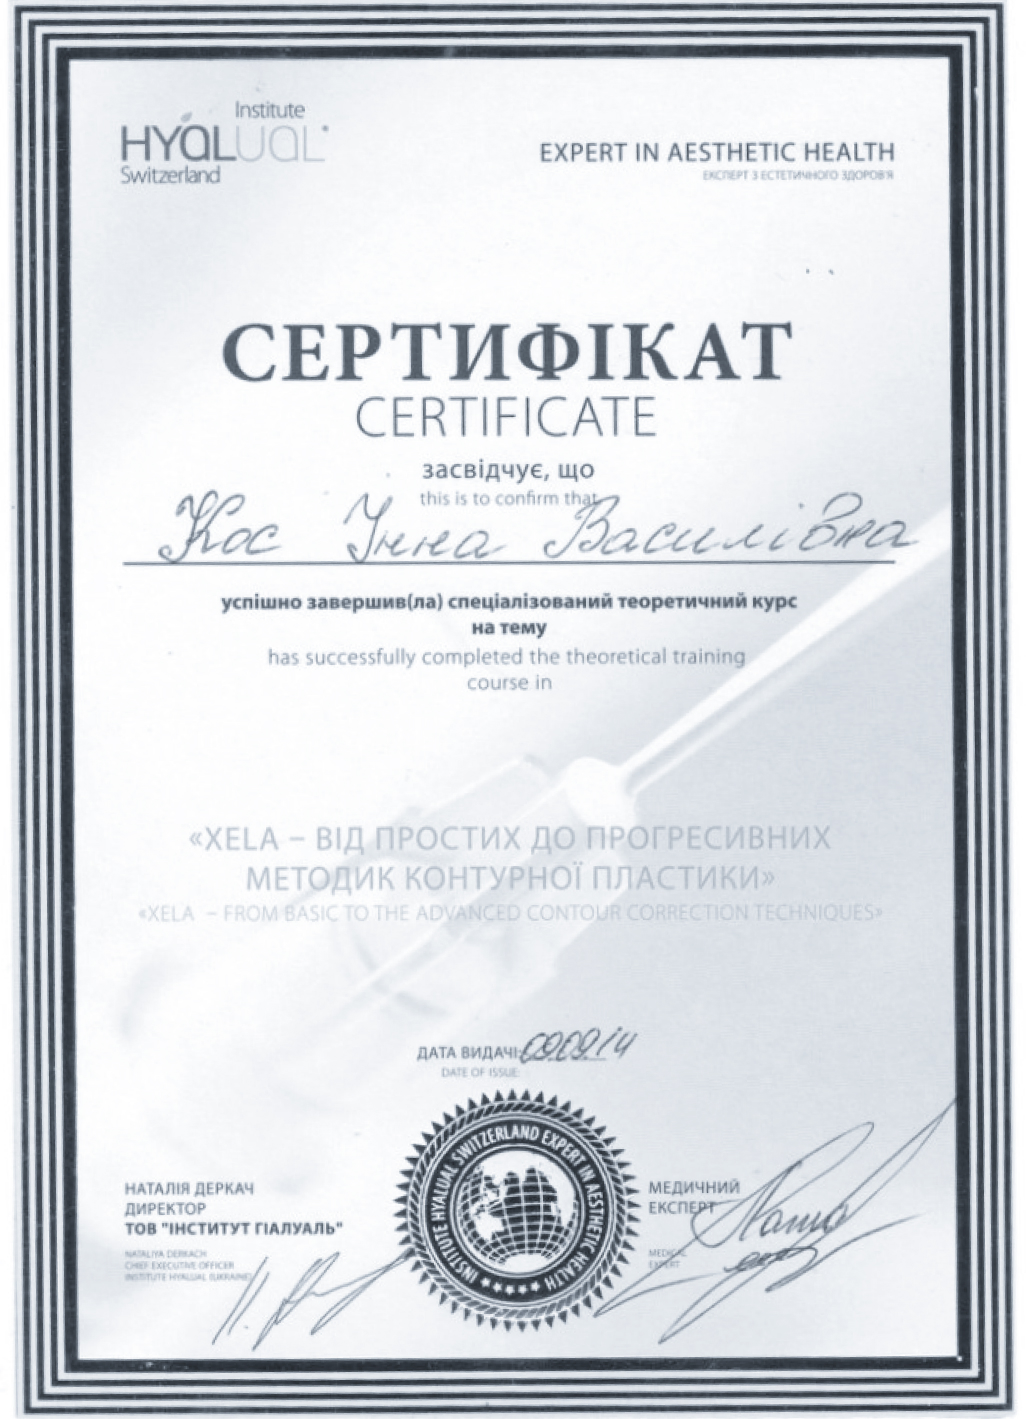 Institute
HYALUAL
Switzerland
EXPERT IN AESTHETIC HEALTH
ЕКСПЕРТ З ЕСТЕТИЧНОГО ЗДОРОВ'Я
СЕРТИФІКАТ
CERTIFICATE
засвідчує, що
this is to confirm that
Кос Інна Василівна
успішно завершив(ла) спеціалізований теоретичний курс
на тему
has successfully completed the theoretical training
course in
«XELA – ВІД ПРОСТИХ ДО ПРОГРЕСИВНИХ
МЕТОДИК КОНТУРНОЇ ПЛАСТИКИ»
«XELA – FROM BASIC TO THE ADVANCED CONTOUR CORRECTION TECHNIQUES»
ДАТА ВИДАЧІ: 09.09.14
DATE OF ISSUE:
INSTITUTE HYALUAL SWITZERLAND EXPERT IN AESTHETIC HEALTH
НАТАЛІЯ ДЕРКАЧ
ДИРЕКТОР
ТОВ "ІНСТИТУТ ГІАЛУАЛЬ"
NATALIYA DERKACH
CHIEF EXECUTIVE OFFICER
INSTITUTE HYALUAL (UKRAINE)
МЕДИЧНИЙ
ЕКСПЕРТ
MEDICAL
EXPERT